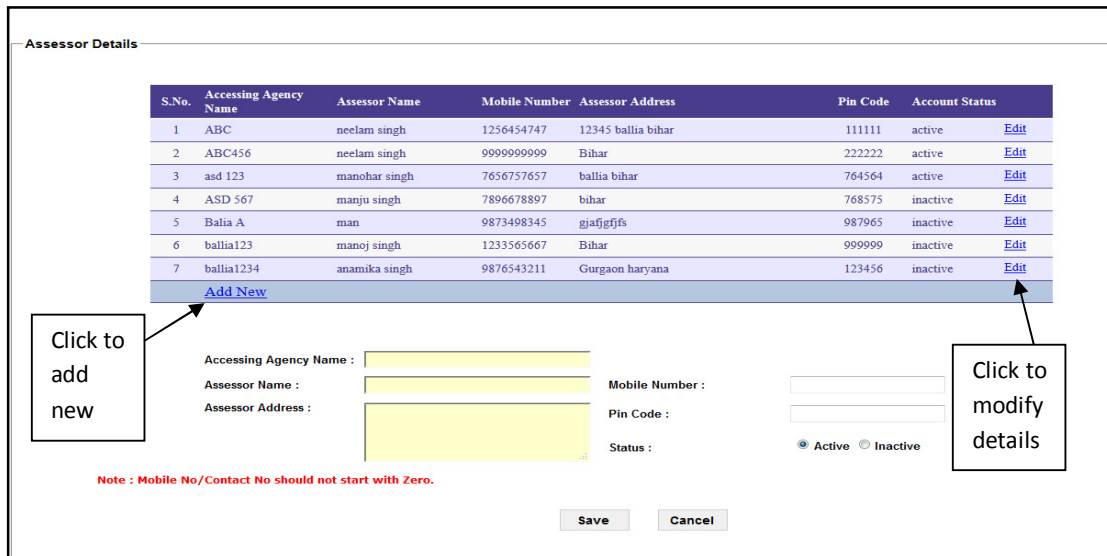 Assessor Details
S.No. Accessing Agency Name Assessor Name Mobile Number Assessor Address Pin Code Account Status
1 ABC neelam singh 1256454747 12345 ballia bihar 111111 active Edit
2 ABC456 neelam singh 9999999999 Bihar 222222 active Edit
3 asd 123 manohar singh 7656757657 ballia bihar 764564 active Edit
4 ASD 567 manju singh 7896678897 bihar 768575 inactive Edit
5 Balia A man 9873498345 gjafjgfjfs 987965 inactive Edit
6 ballia123 manoj singh 1233565667 Bihar 999999 inactive Edit
7 ballia1234 anamika singh 9876543211 Gurgaon haryana 123456 inactive Edit
Add New
Click to
add
new
Accessing Agency Name :
Assessor Name : Mobile Number :
Assessor Address : Pin Code :
Status : Active Inactive
Click to
modify
details
Note : Mobile No/Contact No should not start with Zero.
Save Cancel